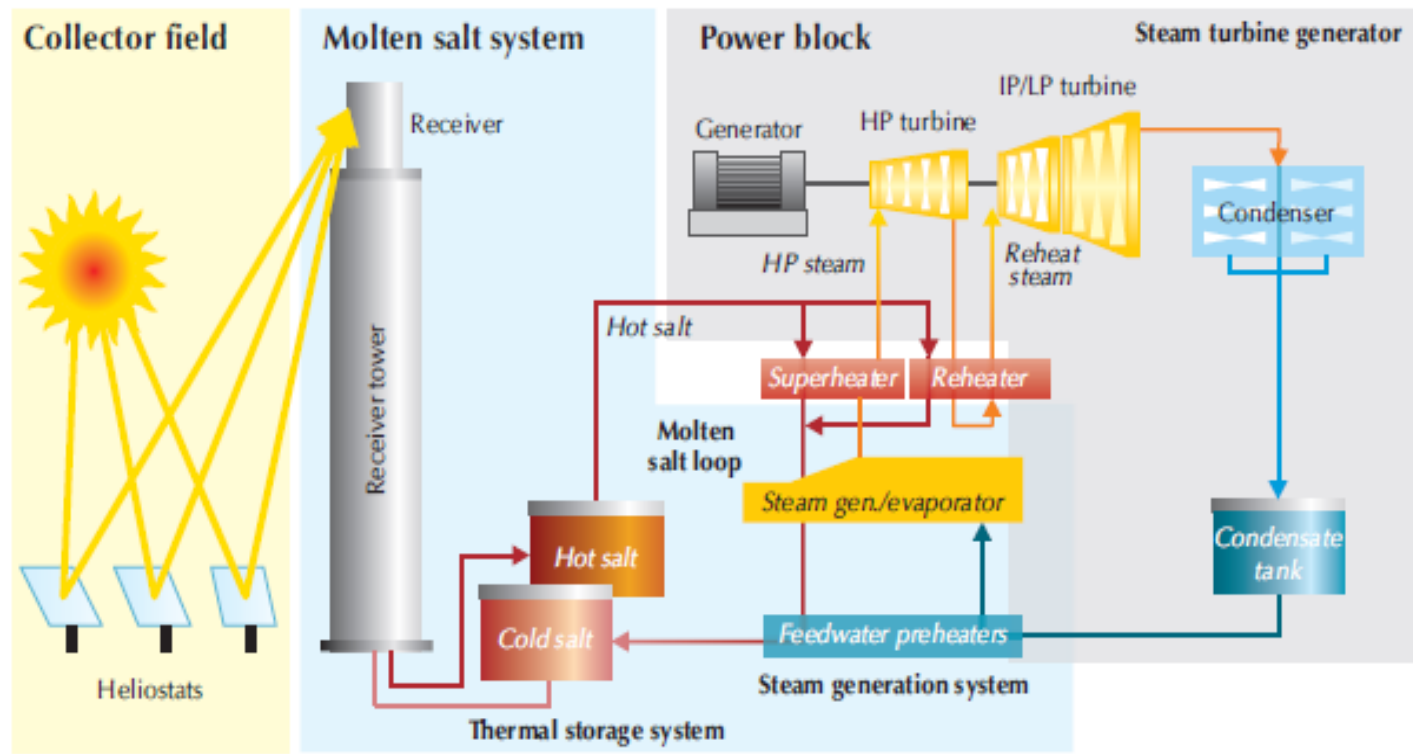 Collector field
Molten salt system
Power block
Steam turbine generator
IP/LP turbine
HP turbine
Generator
Receiver
Condenser
HP steam
Reheat
steam
Hot salt
Superheater
Reheater
Receiver tower
Molten
salt loop
Steam gen./evaporator
Hot salt
Condensate
tank
Cold salt
Feedwater preheaters
Heliostats
Steam generation system
Thermal storage system